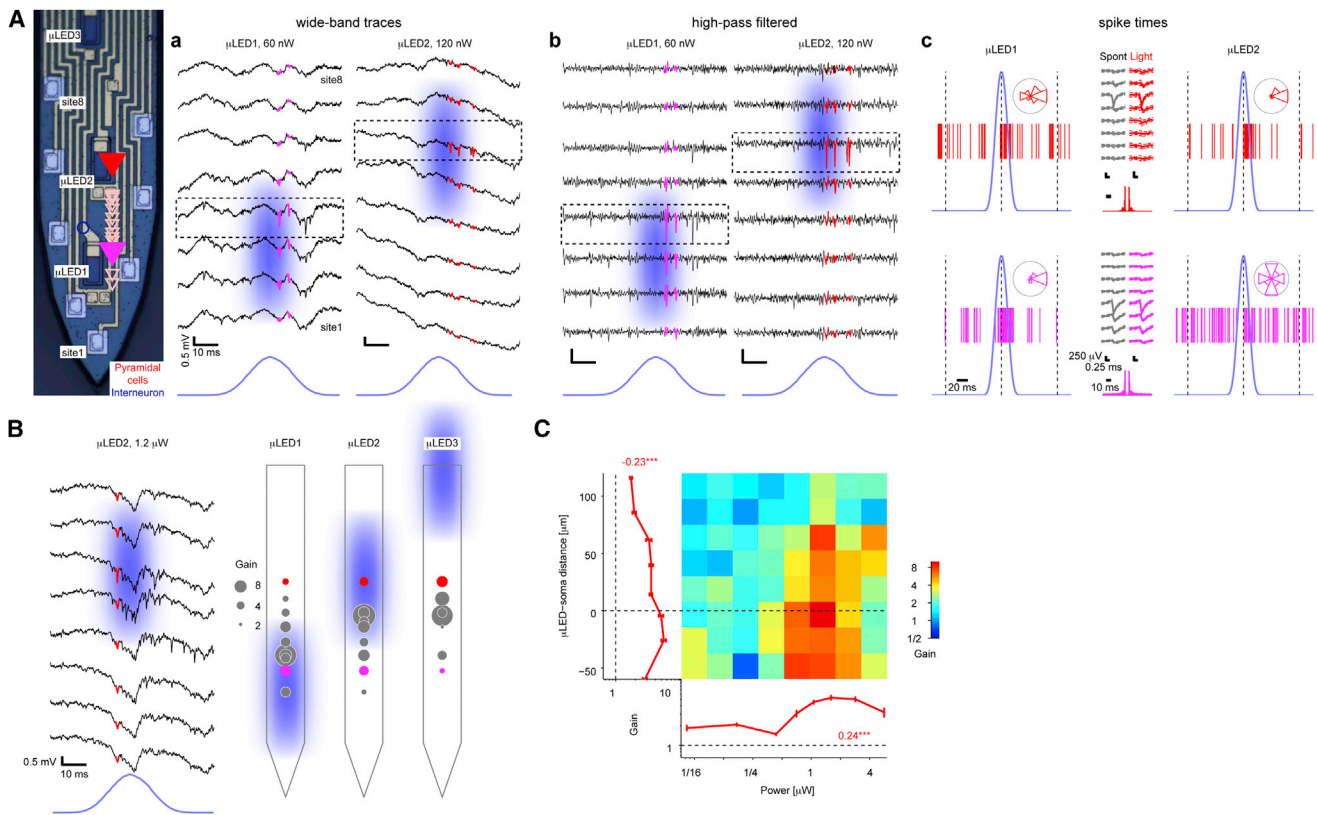 A
wide-band traces
high-pass filtered
spike times
μLED3
site8
μLED2
μLED1
site1
Pyramidal
cells
Interneuron
a
μLED1, 60 nW
μLED2, 120 nW
site8
site1
0.5 mV
10 ms
b
μLED1, 60 nW
μLED2, 120 nW
c
μLED1
Spont Light
μLED2
250 μV
0.25 ms
20 ms
10 ms
B
μLED2, 1.2 μW
μLED1
μLED2
μLED3
Gain
8
4
2
0.5 mV
10 ms
C
-0.23***
μLED−soma distance [μm]
100
50
0
−50
1
10
Gain
1
0.24***
1/16
1/4
1
4
Power [μW]
8
4
2
1
1/2
Gain